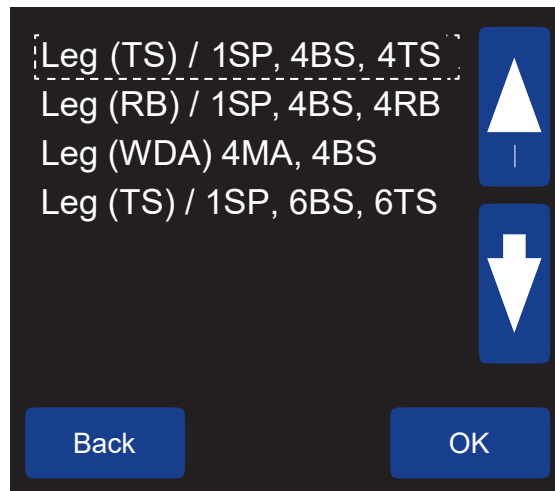 Leg (TS) / 1SP, 4BS, 4TS
Leg (RB) / 1SP, 4BS, 4RB
Leg (WDA) 4MA, 4BS
Leg (TS) / 1SP, 6BS, 6TS
Back
OK